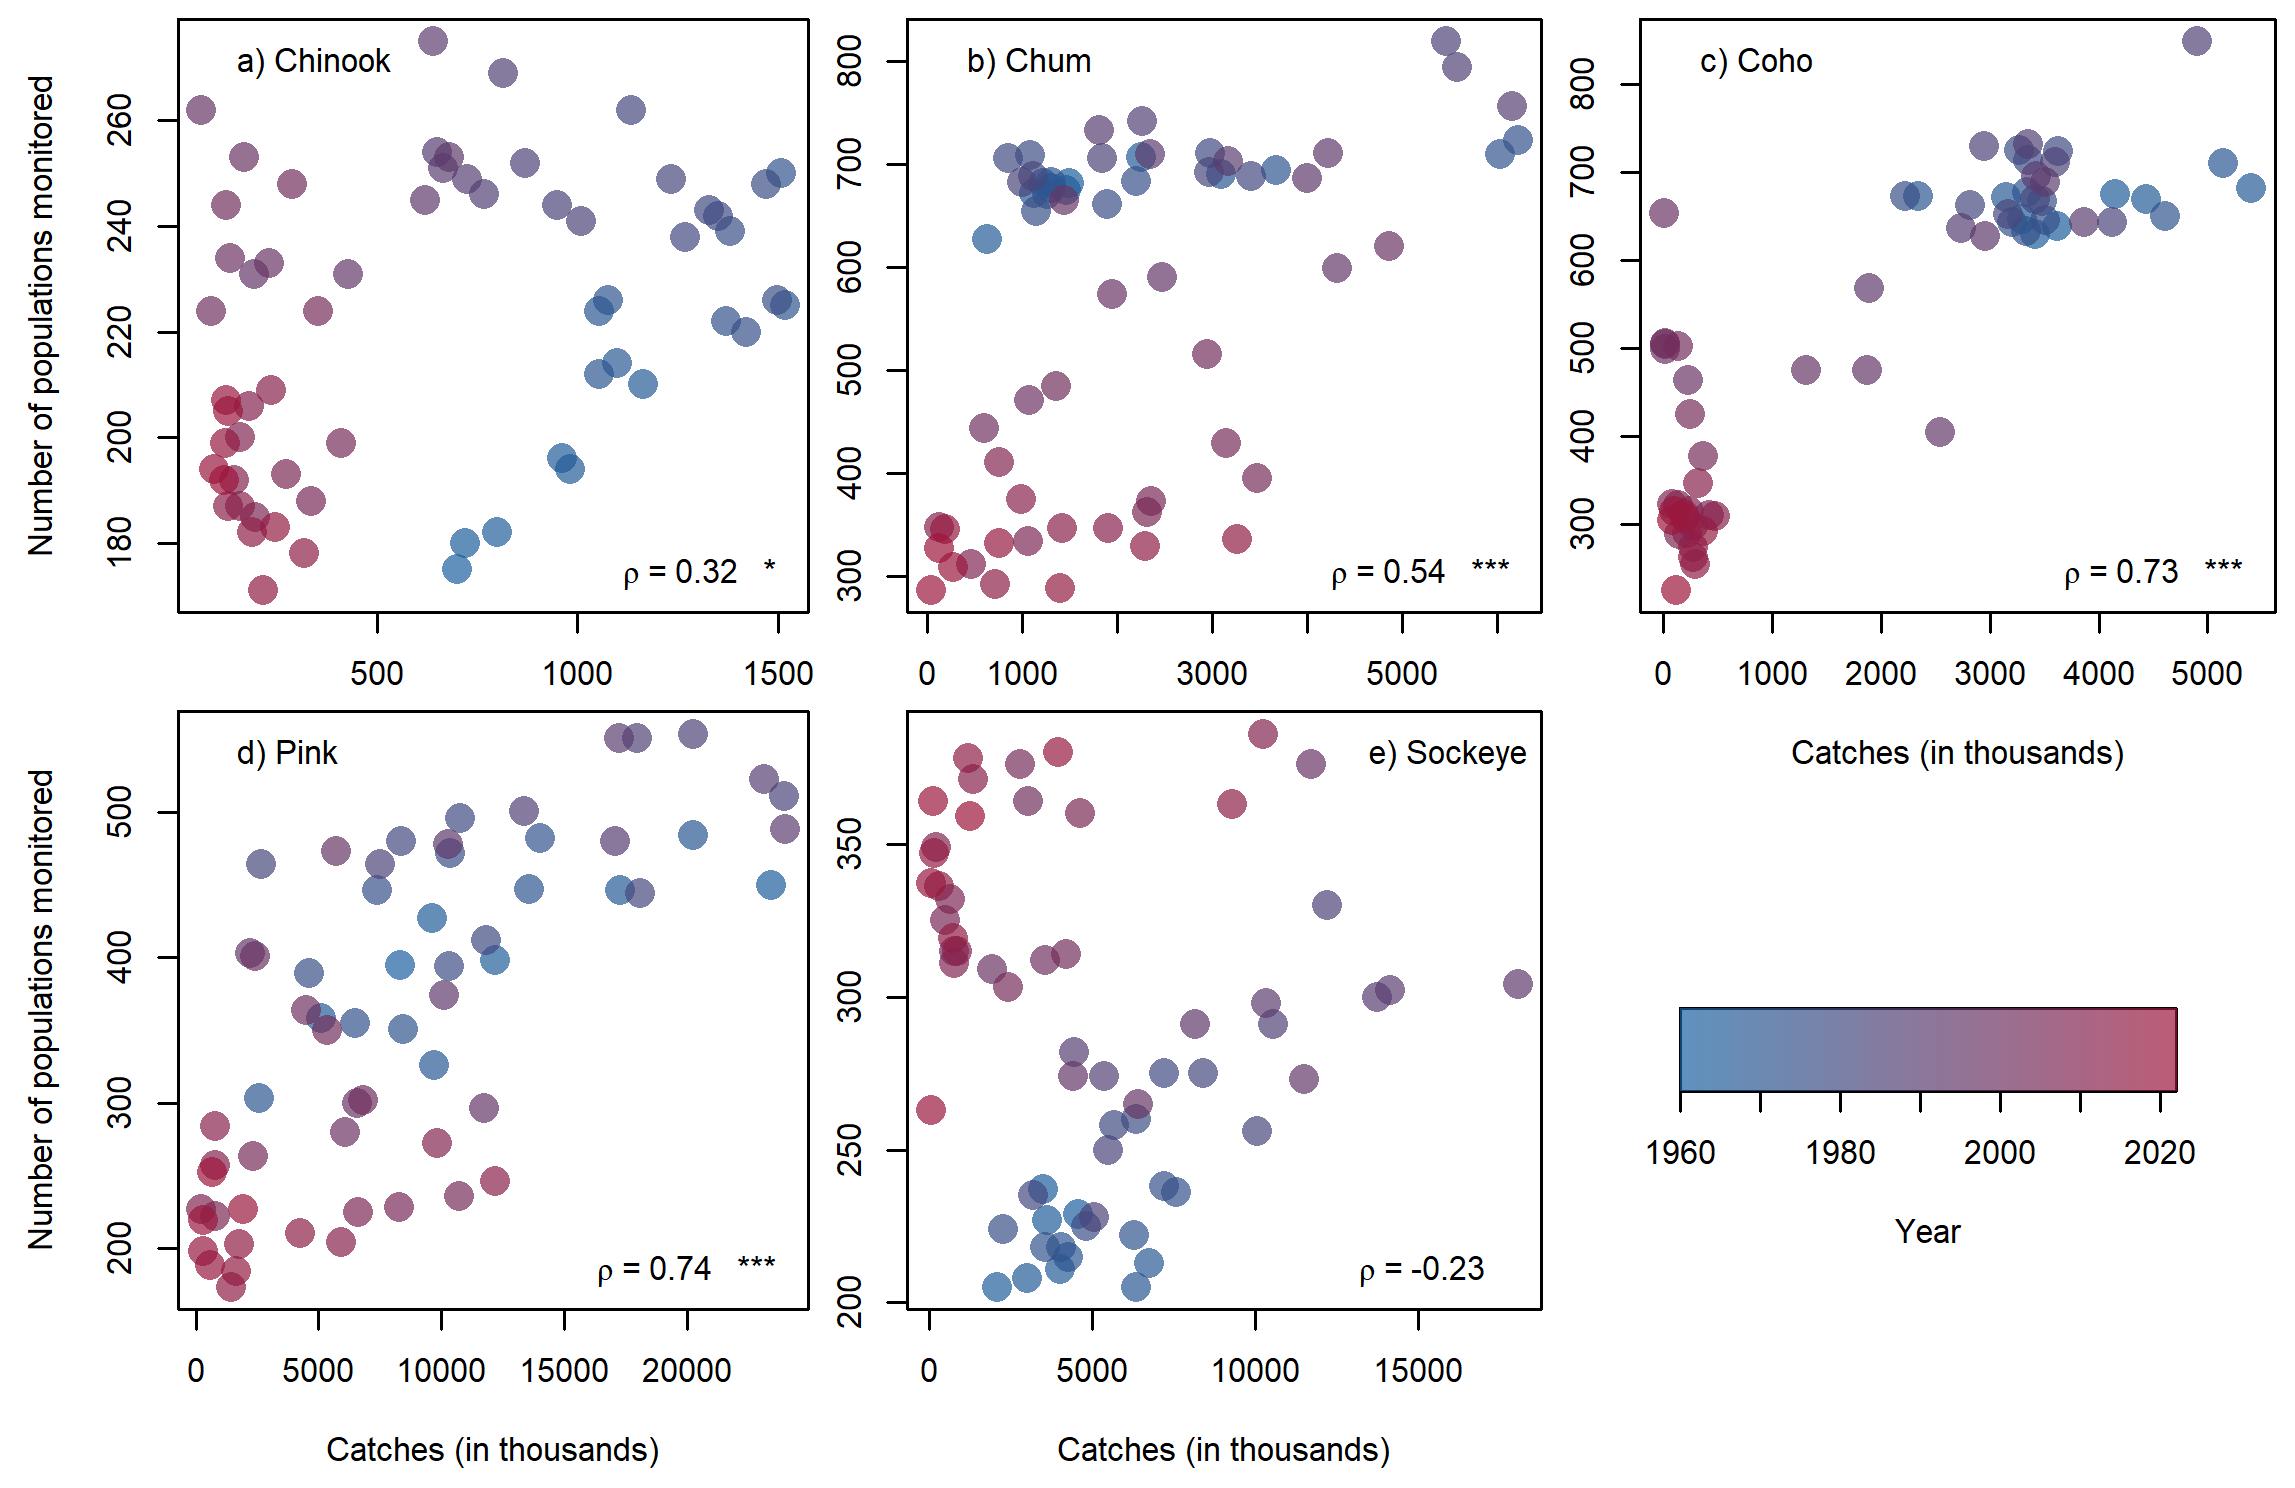 a) Chinook
Number of populations monitored
180 200 220 240 260
500 1000 1500
ρ = 0.32 *
b) Chum
300 400 500 600 700 800
0 1000 3000 5000
ρ = 0.54 ***
c) Coho
300 400 500 600 700 800
0 1000 2000 3000 4000 5000
ρ = 0.73 ***
Catches (in thousands)
d) Pink
Number of populations monitored
200 300 400 500
0 5000 10000 15000 20000
ρ = 0.74 ***
Catches (in thousands)
e) Sockeye
200 250 300 350
0 5000 10000 15000
ρ = -0.23
Catches (in thousands)
1960 1980 2000 2020
Year